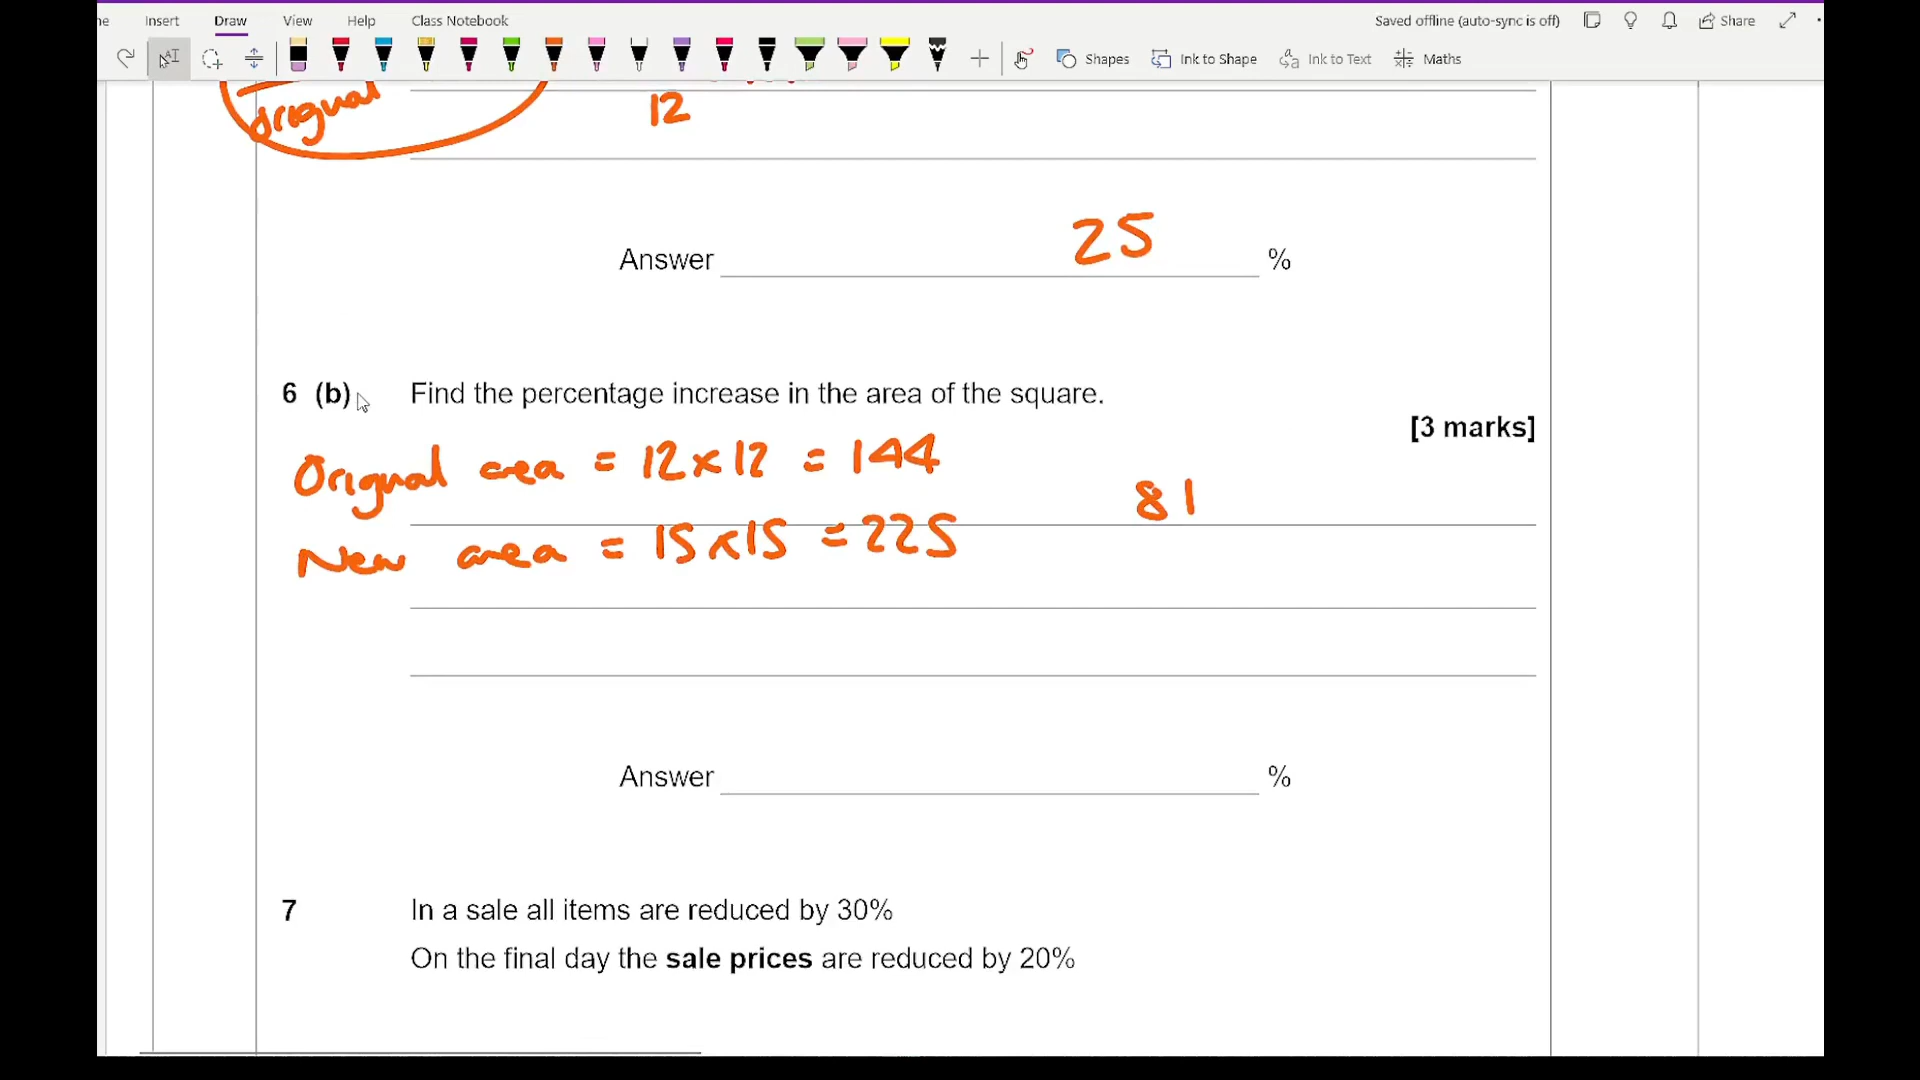 ne Insert Draw View Help Class Notebook Saved offline (auto-sync is off) Share
Shapes Ink to Shape Ink to Text Maths
original
12
Answer 25 %
6 (b) Find the percentage increase in the area of the square.
[3 marks]
Original area = 12 x 12 = 144
81
New area = 15 x 15 = 225
Answer %
7 In a sale all items are reduced by 30%
On the final day the sale prices are reduced by 20%